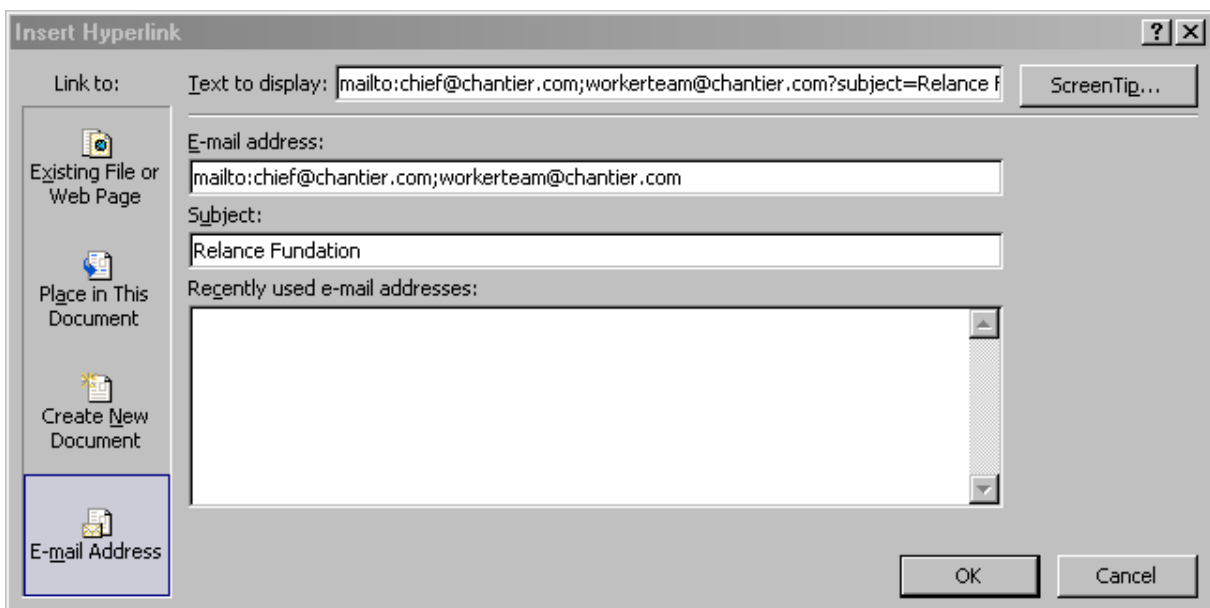 Insert Hyperlink
Link to:
Text to display: mailto:chief@chantier.com;workerteam@chantier.com?subject=Relance F
ScreenTip...
Existing File or
Web Page
Place in This
Document
Create New
Document
E-mail Address
E-mail address:
mailto:chief@chantier.com;workerteam@chantier.com
Subject:
Relance Fundation
Recently used e-mail addresses:
OK
Cancel